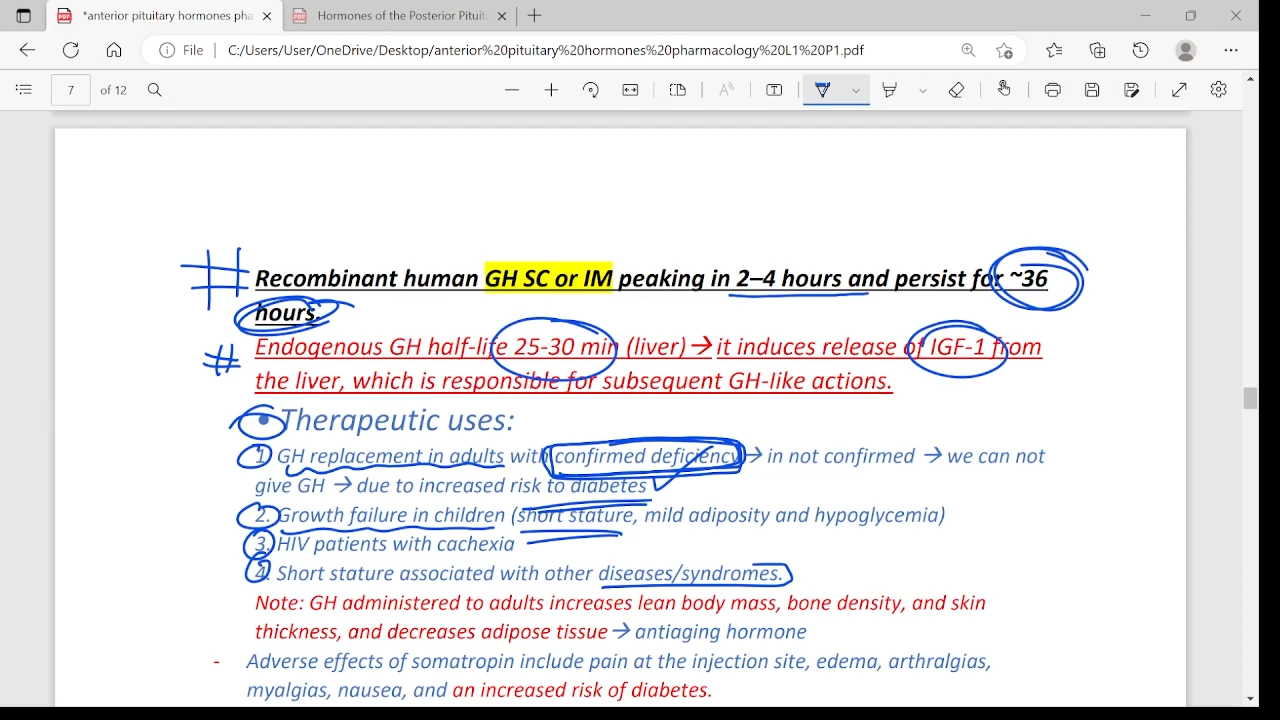 *anterior pituitary hormones pha
Hormones of the Posterior Pituit
File
C:/Users/User/OneDrive/Desktop/anterior%20pituitary%20hormones%20pharmacology%20L1%20P1.pdf
7 of 12
Recombinant human GH SC or IM peaking in 2–4 hours and persist for ~36
hours.
Endogenous GH half-life 25-30 min (liver)→ it induces release of IGF-1 from
the liver, which is responsible for subsequent GH-like actions.
• Therapeutic uses:
1. GH replacement in adults with confirmed deficiency → in not confirmed → we can not
give GH → due to increased risk to diabetes
2. Growth failure in children (short stature, mild adiposity and hypoglycemia)
3. HIV patients with cachexia
4. Short stature associated with other diseases/syndromes.
Note: GH administered to adults increases lean body mass, bone density, and skin
thickness, and decreases adipose tissue → antiaging hormone
- Adverse effects of somatropin include pain at the injection site, edema, arthralgias,
myalgias, nausea, and an increased risk of diabetes.